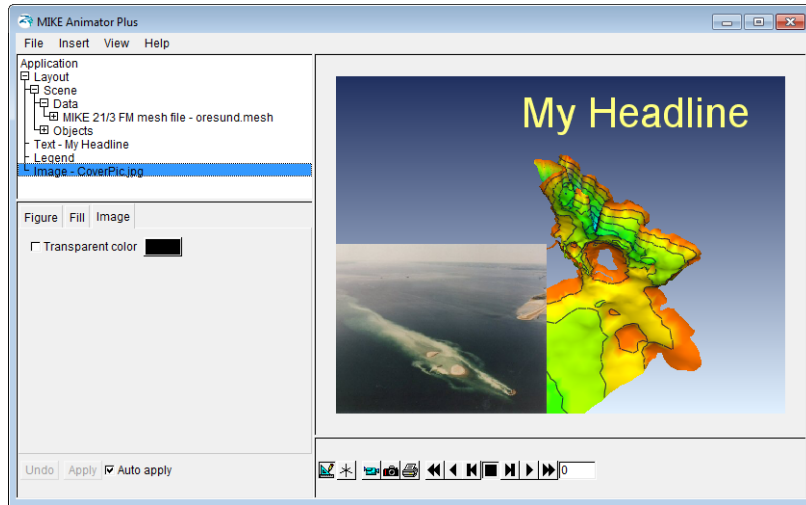 MIKE Animator Plus
File Insert View Help
Application
Layout
Scene
Data
MIKE 21/3 FM mesh file - oresund.mesh
Objects
Text - My Headline
Legend
Image - CoverPic.jpg
Figure Fill Image
Transparent color
Undo Apply Auto apply
My Headline
0